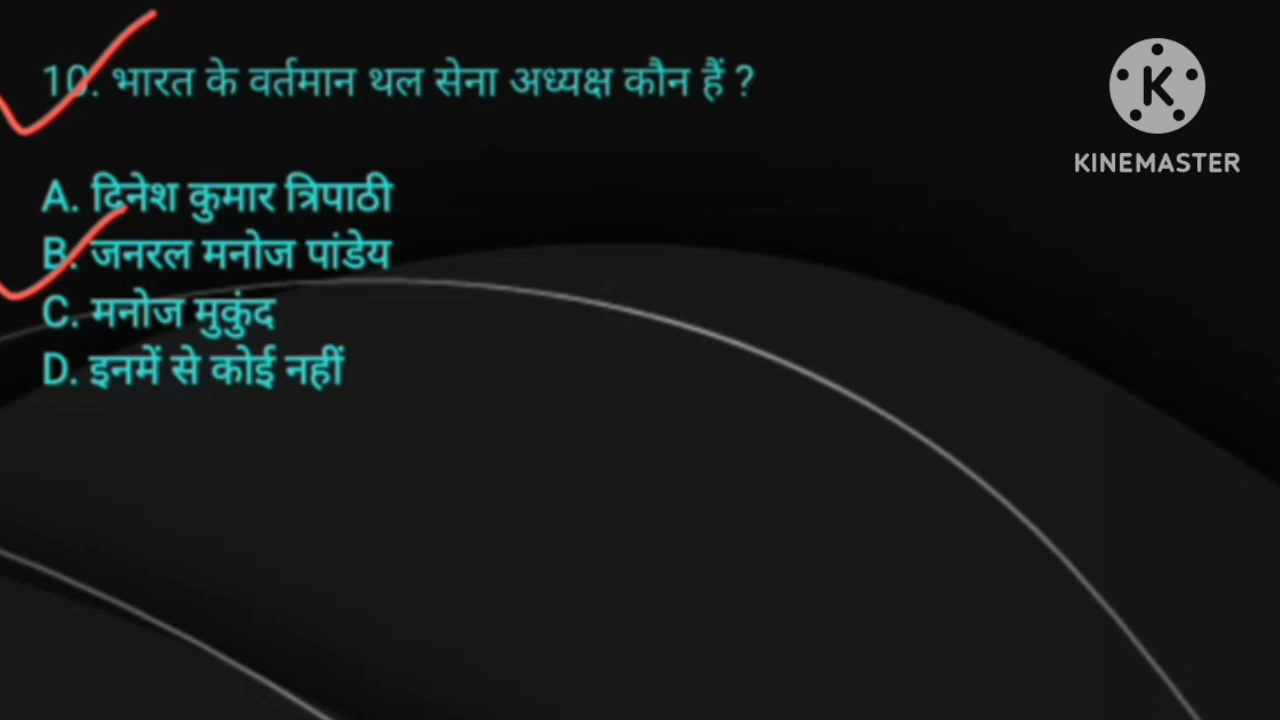 10. भारत के वर्तमान थल सेना अध्यक्ष कौन हैं ?
KINEMASTER
A. दिनेश कुमार त्रिपाठी
B. जनरल मनोज पांडेय
C. मनोज मुकुंद
D. इनमें से कोई नहीं